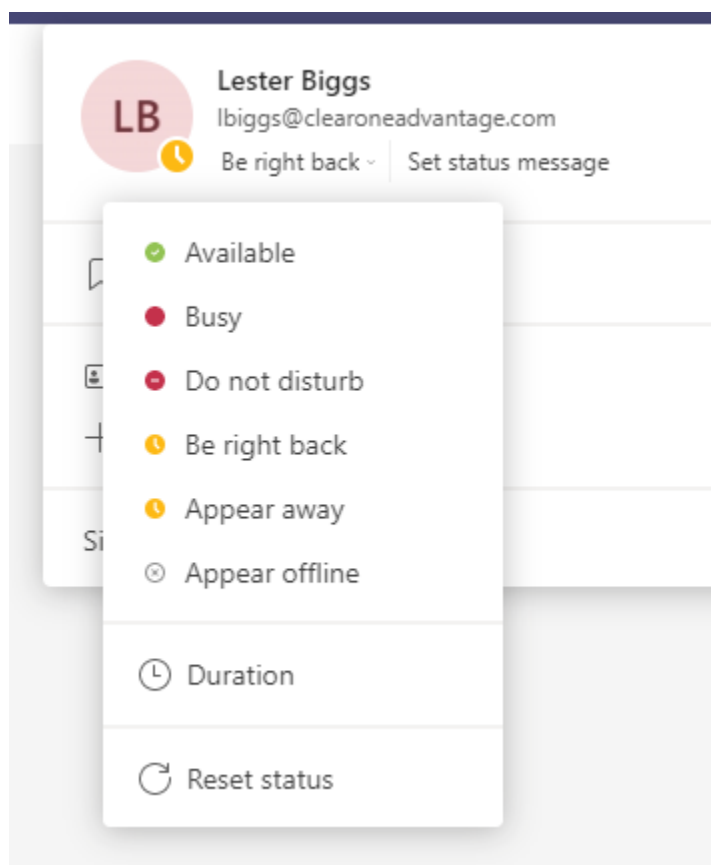 LB
Lester Biggs
lbiggs@clearoneadvantage.com
Be right back
Set status message
Available
Busy
Do not disturb
Be right back
Appear away
Si
Appear offline
Duration
Reset status